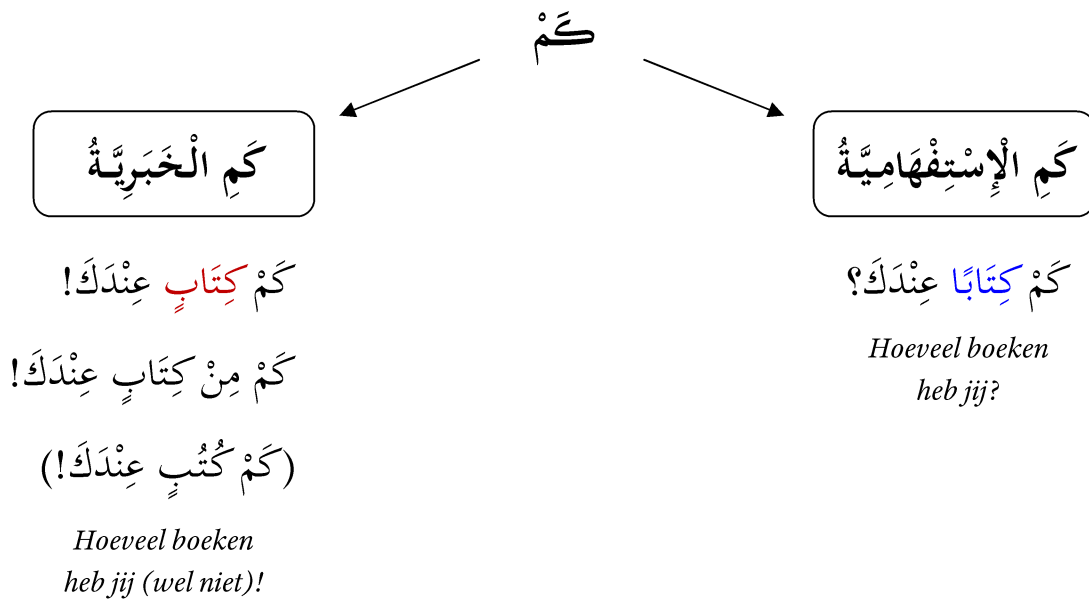 كَمْ
كَمِ الْإِسْتِفْهَامِيَّةُ
كَمْ كِتَابًا عِنْدَكَ؟
Hoeveel boeken
heb jij?
كَمِ الْخَبَرِيَّةُ
كَمْ كِتَابٍ عِنْدَكَ!
كَمْ مِنْ كِتَابٍ عِنْدَكَ!
(كَمْ كُتُبٍ عِنْدَكَ!)
Hoeveel boeken
heb jij (wel niet)!